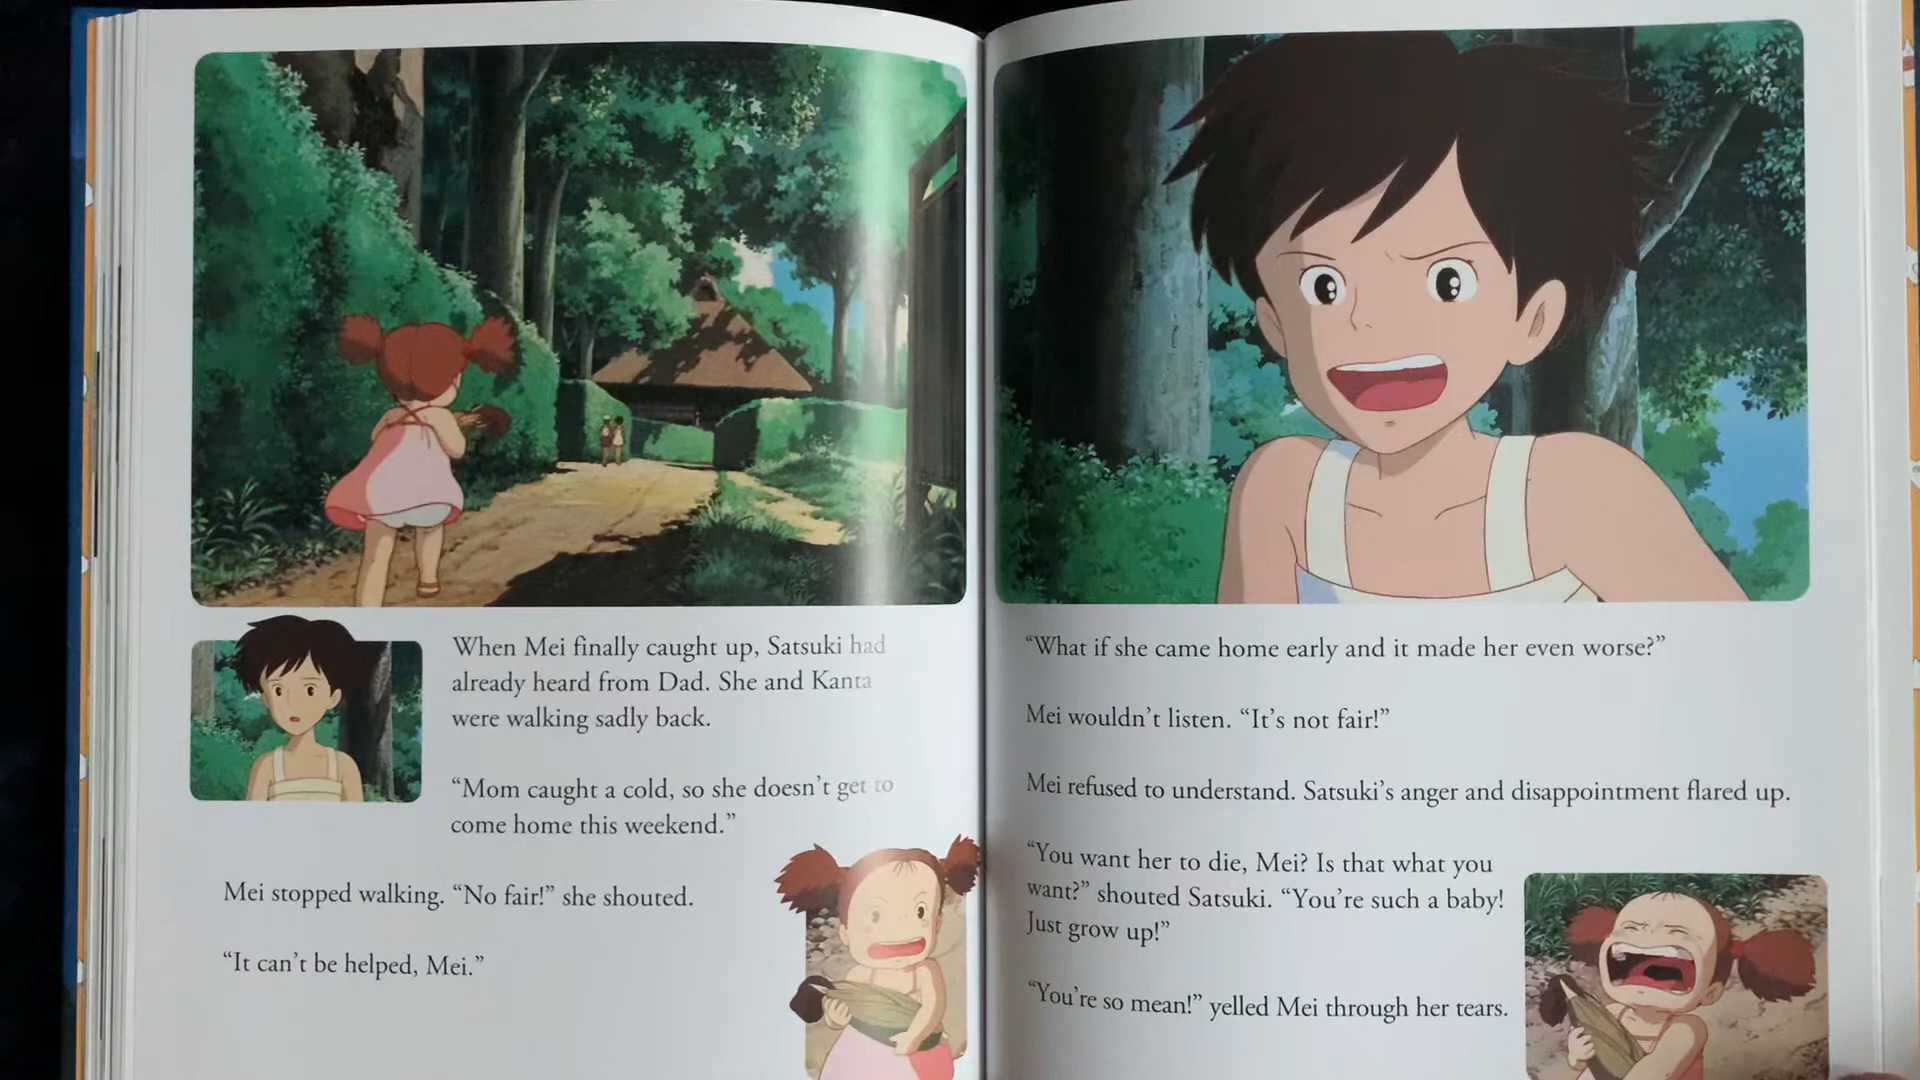 When Mei finally caught up, Satsuki had
already heard from Dad. She and Kanta
were walking sadly back.
“Mom caught a cold, so she doesn’t get to
come home this weekend.”
Mei stopped walking. “No fair!” she shouted.
“It can’t be helped, Mei.”
“What if she came home early and it made her even worse?”
Mei wouldn’t listen. “It’s not fair!”
Mei refused to understand. Satsuki’s anger and disappointment flared up.
“You want her to die, Mei? Is that what you
want?” shouted Satsuki. “You’re such a baby!
Just grow up!”
“You’re so mean!” yelled Mei through her tears.